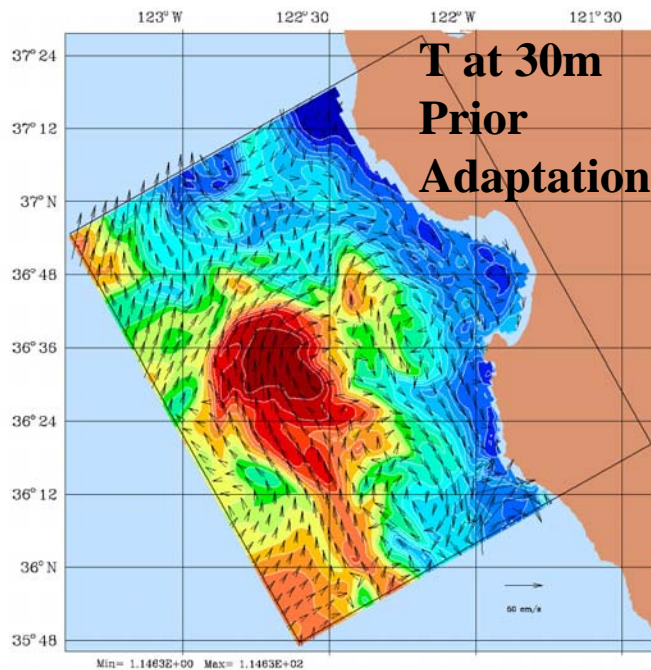 123°W 122°30' 122°W 121°30'
T at 30m
Prior
Adaptation
37°24'
37°12'
37°N
36°48'
36°36'
36°24'
36°12'
36°N
35°48'
50 cm/s
Min= 1.1463E+00 Max= 1.1463E+02